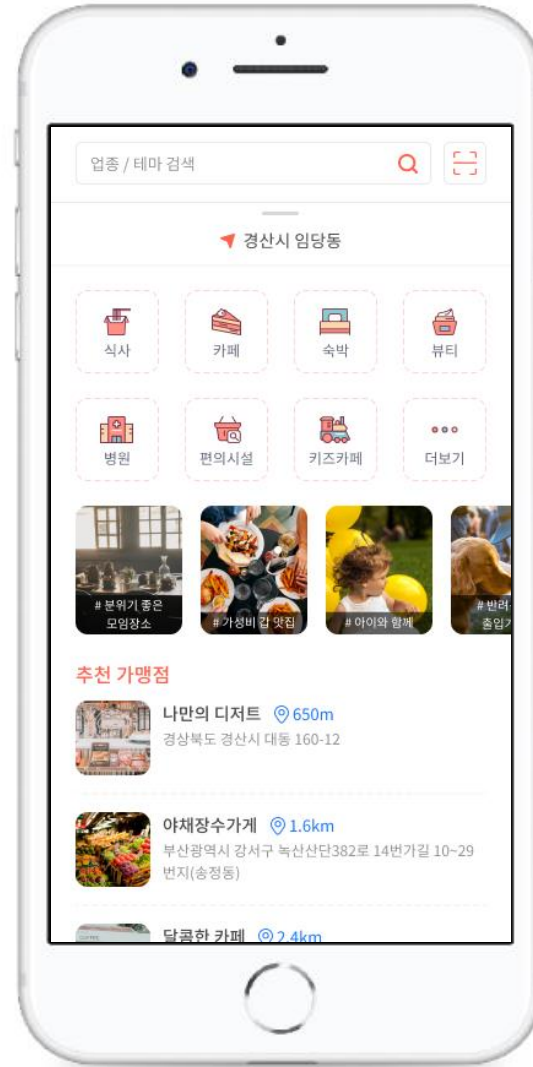 업종 / 테마 검색
경산시 임당동
식사 카페 숙박 뷰티
병원 편의시설 키즈카페 더보기
# 분위기 좋은
모임장소
# 가성비 갑 맛집
# 아이와 함께
# 반려
출입
추천 가맹점
나만의 디저트 650m
경상북도 경산시 대동 160-12
야채장수가게 1.6km
부산광역시 강서구 녹산산단382로 14번가길 10~29
번지(송정동)
달콤한 카페 2.4km